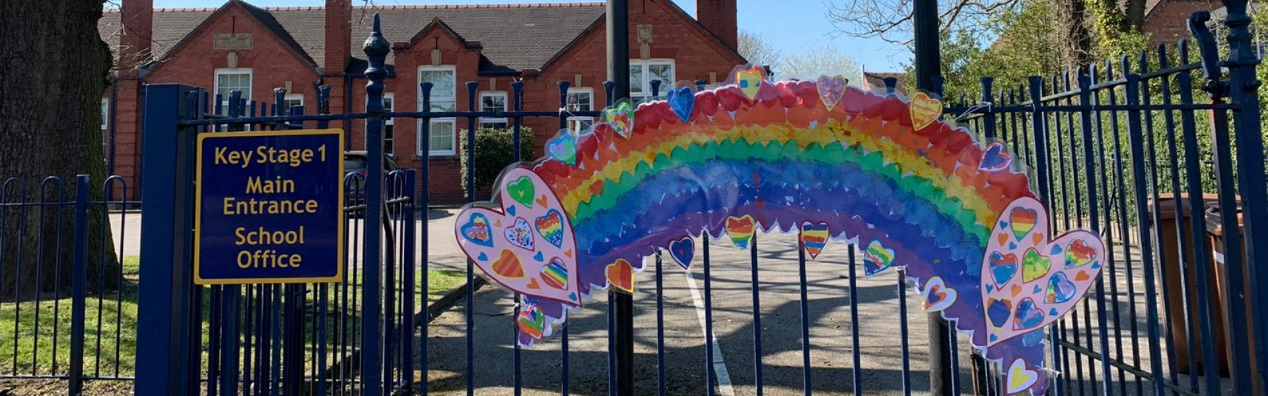 Key Stage 1
Main
Entrance
School
Office